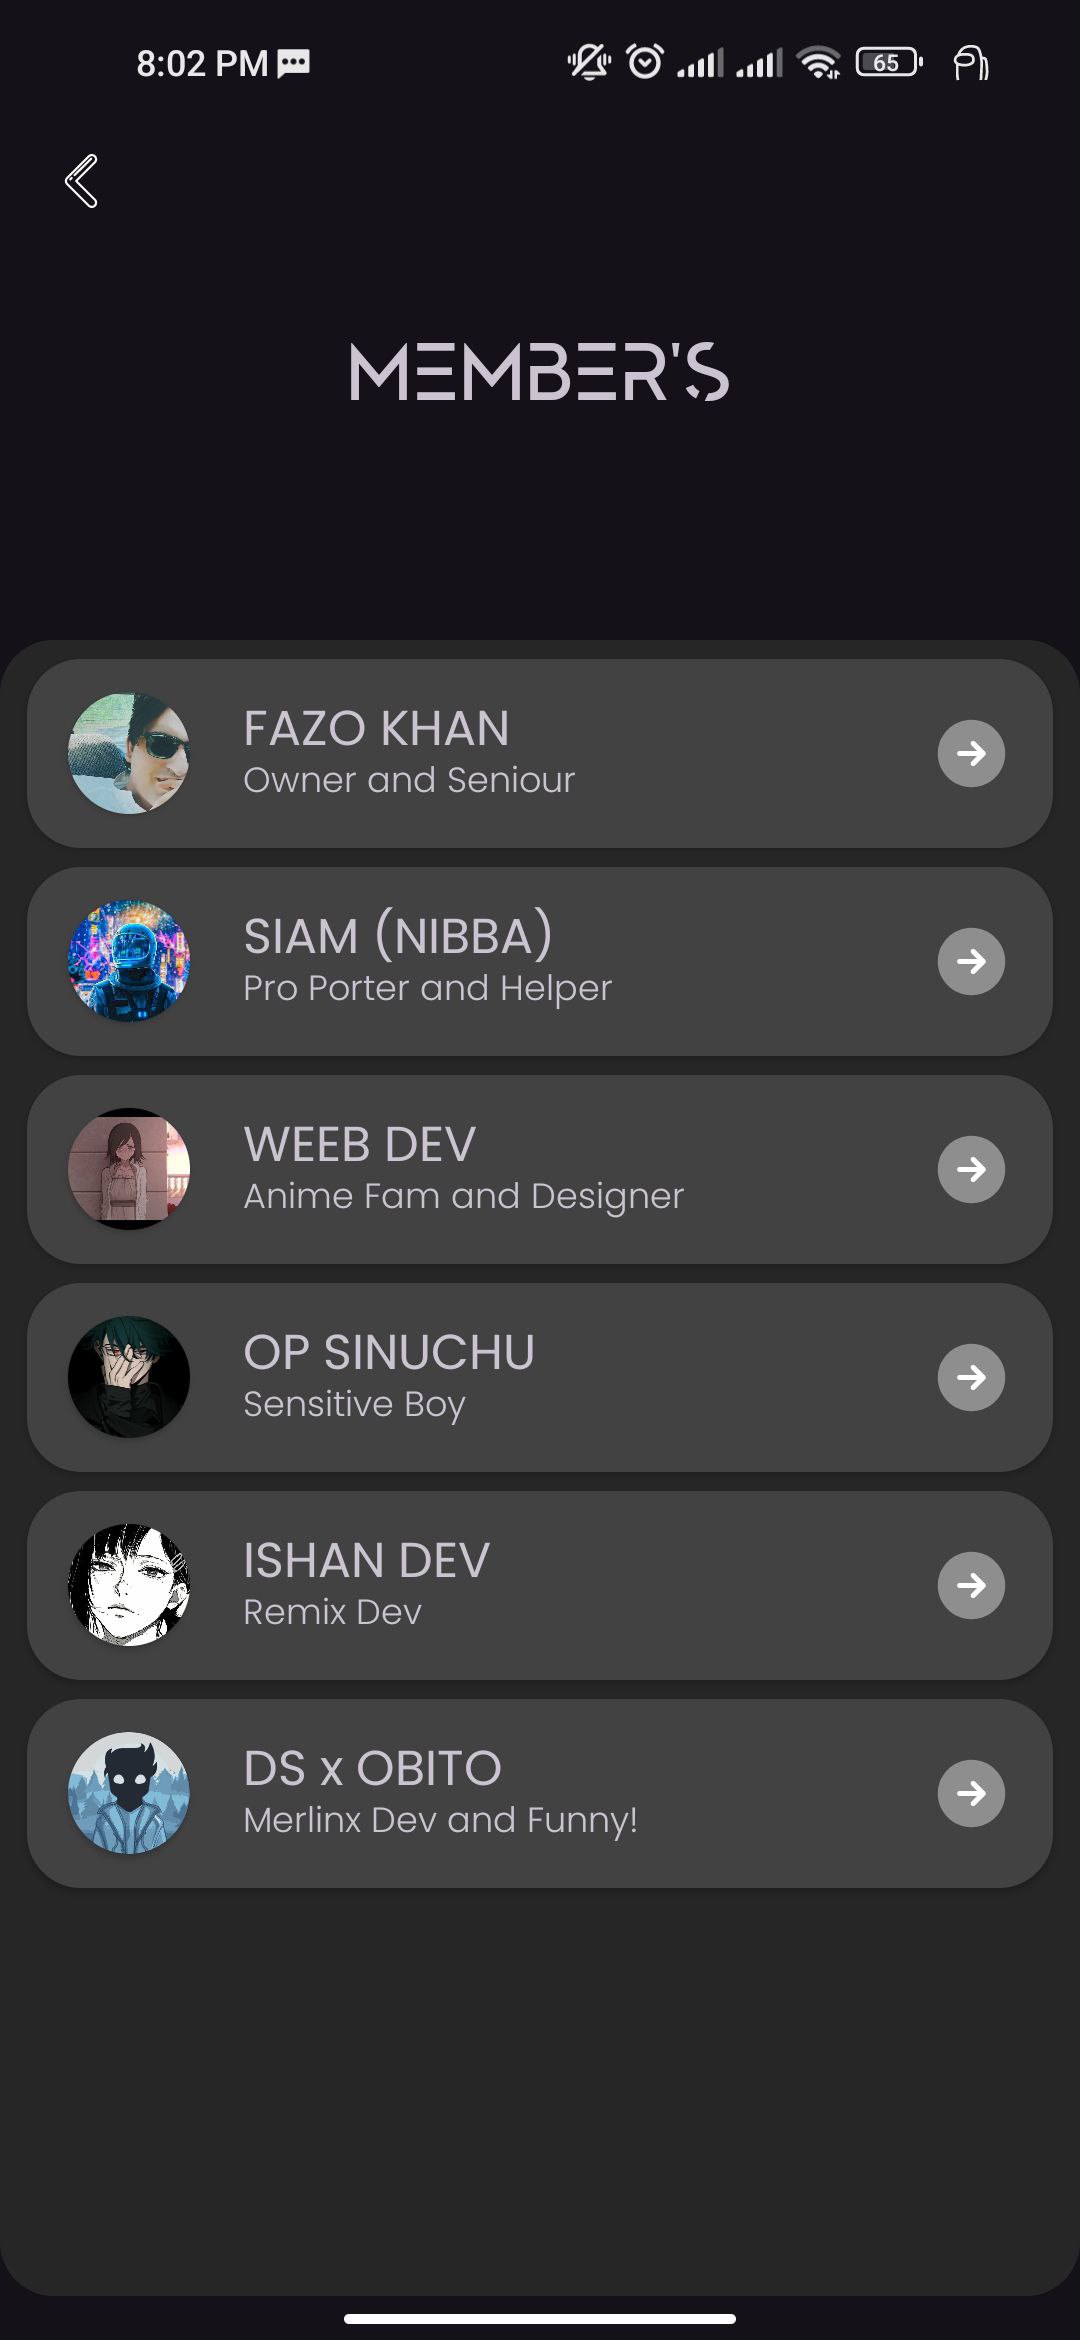 8:02 PM
65
MEMBER'S
FAZO KHAN
Owner and Seniour
SIAM (NIBBA)
Pro Porter and Helper
WEEB DEV
Anime Fam and Designer
OP SINUCHU
Sensitive Boy
ISHAN DEV
Remix Dev
DS x OBITO
Merlinx Dev and Funny!